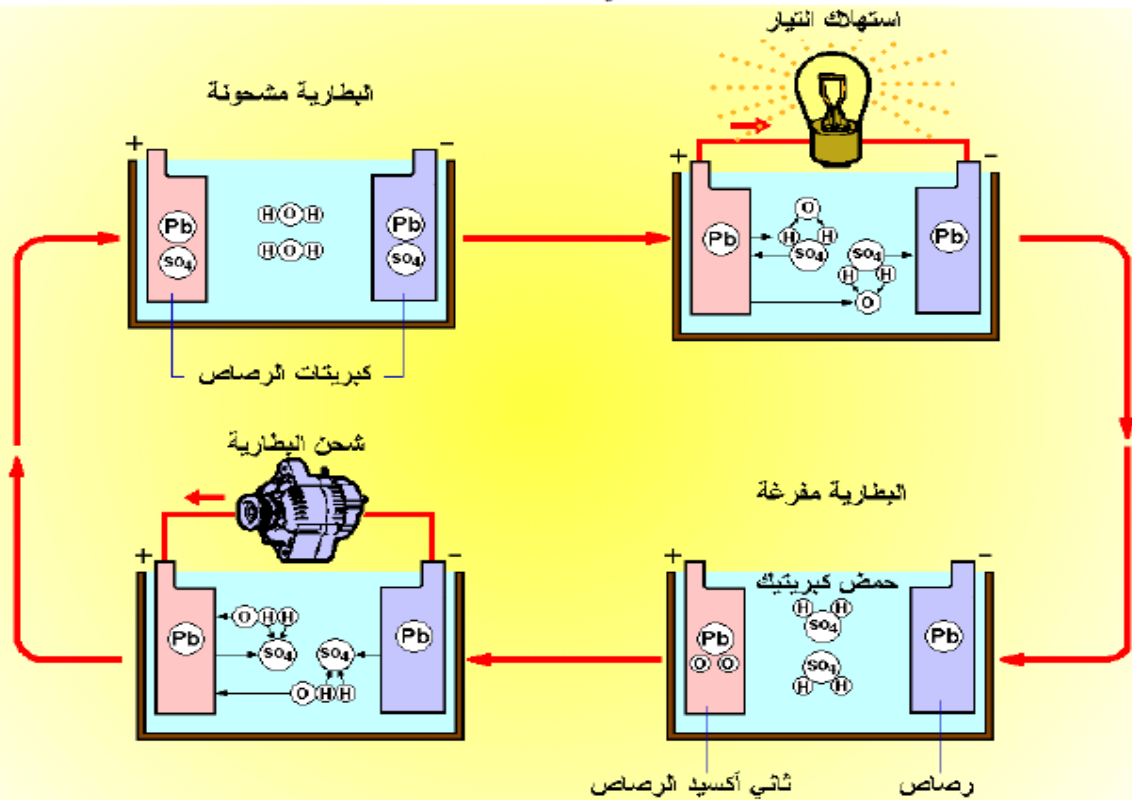 استهلاك التيار
البطارية مشحونة
+ −
+ −
H O H
H O H
Pb
SO₄
Pb
SO₄
Pb
O
H H
SO₄
SO₄
H H
O
Pb
كبريتات الرصاص
شحن البطارية
البطارية مفرغة
+ −
+ −
Pb
O H H
SO₄
SO₄
O H H
Pb
حمض كبريتيك
Pb
O O
H H
SO₄
SO₄
H H
Pb
ثاني أكسيد الرصاص
رصاص